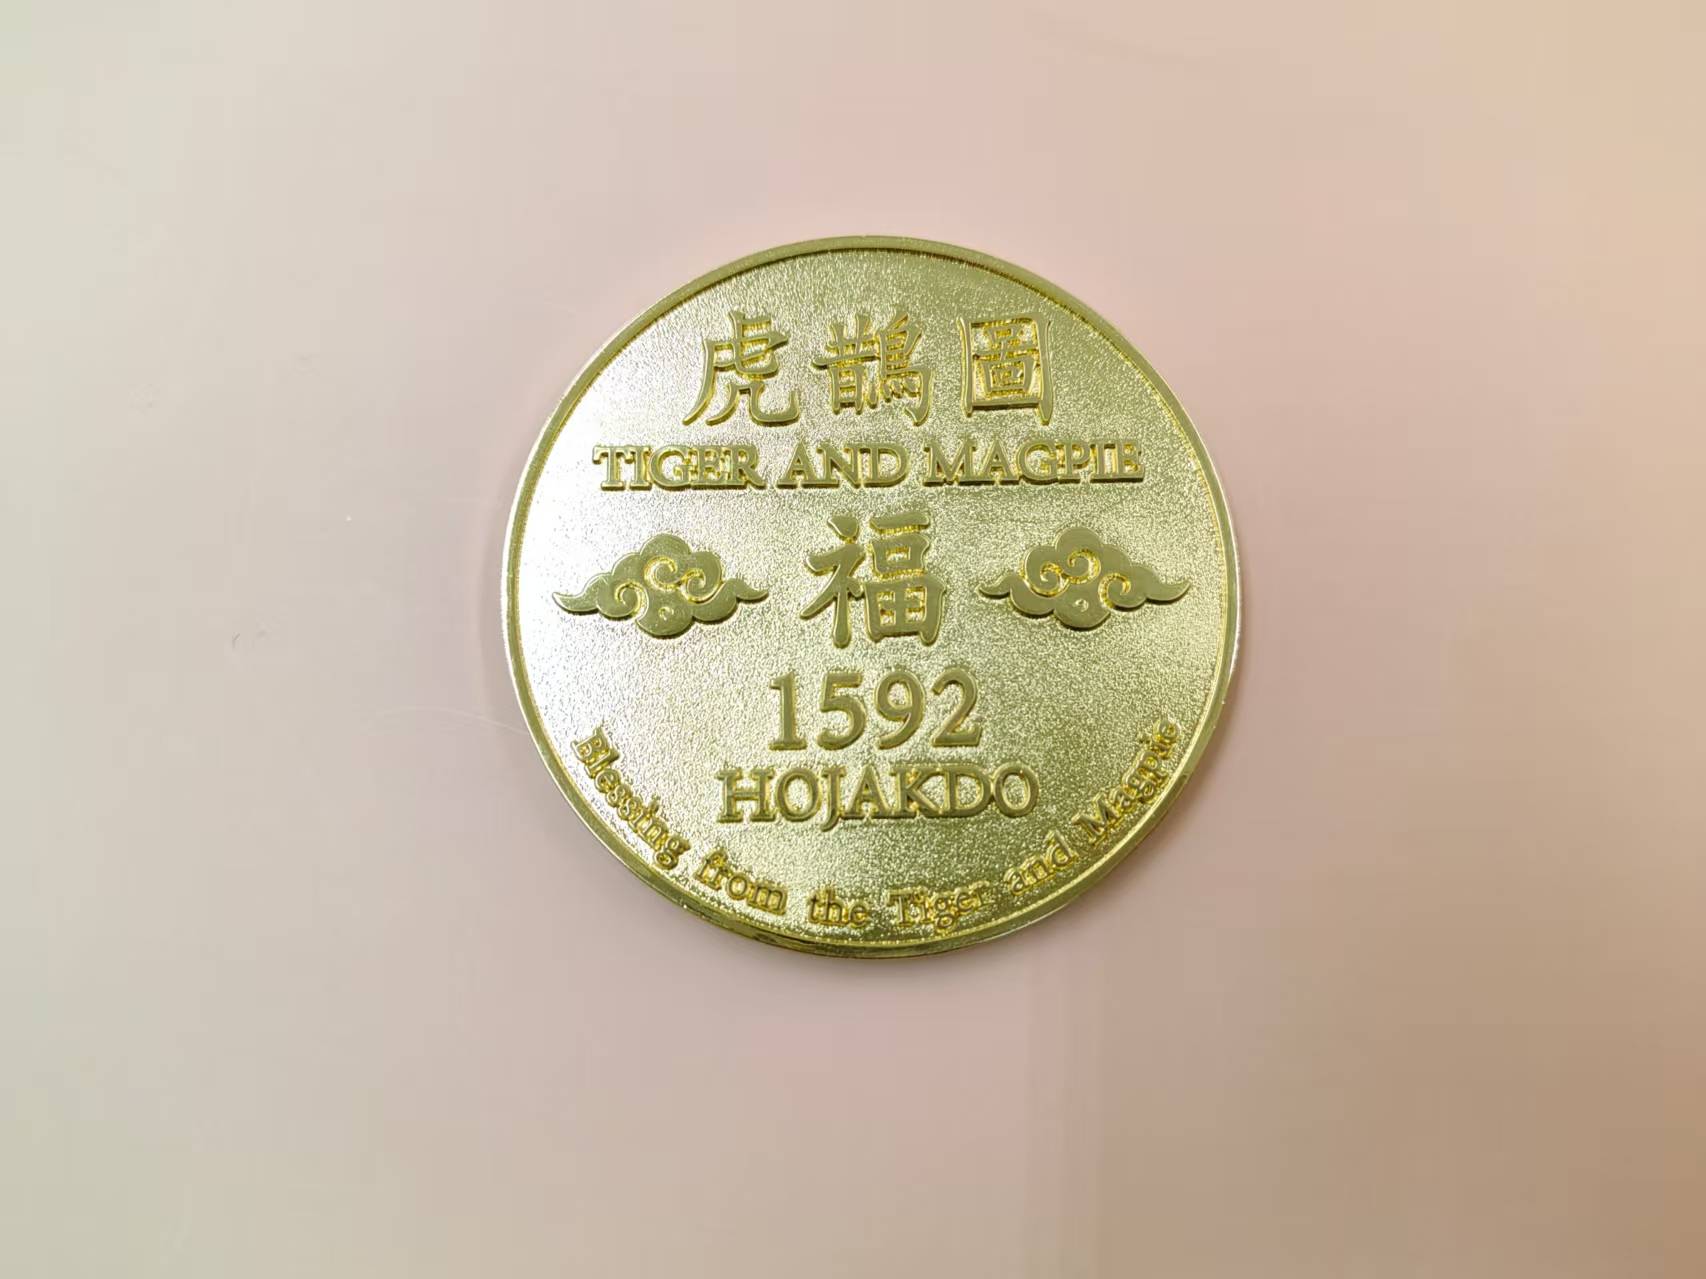 虎鵲圖
TIGER AND MAGPIE
福
1592
HOJAKDO
Blessing from the Tiger and Magpie